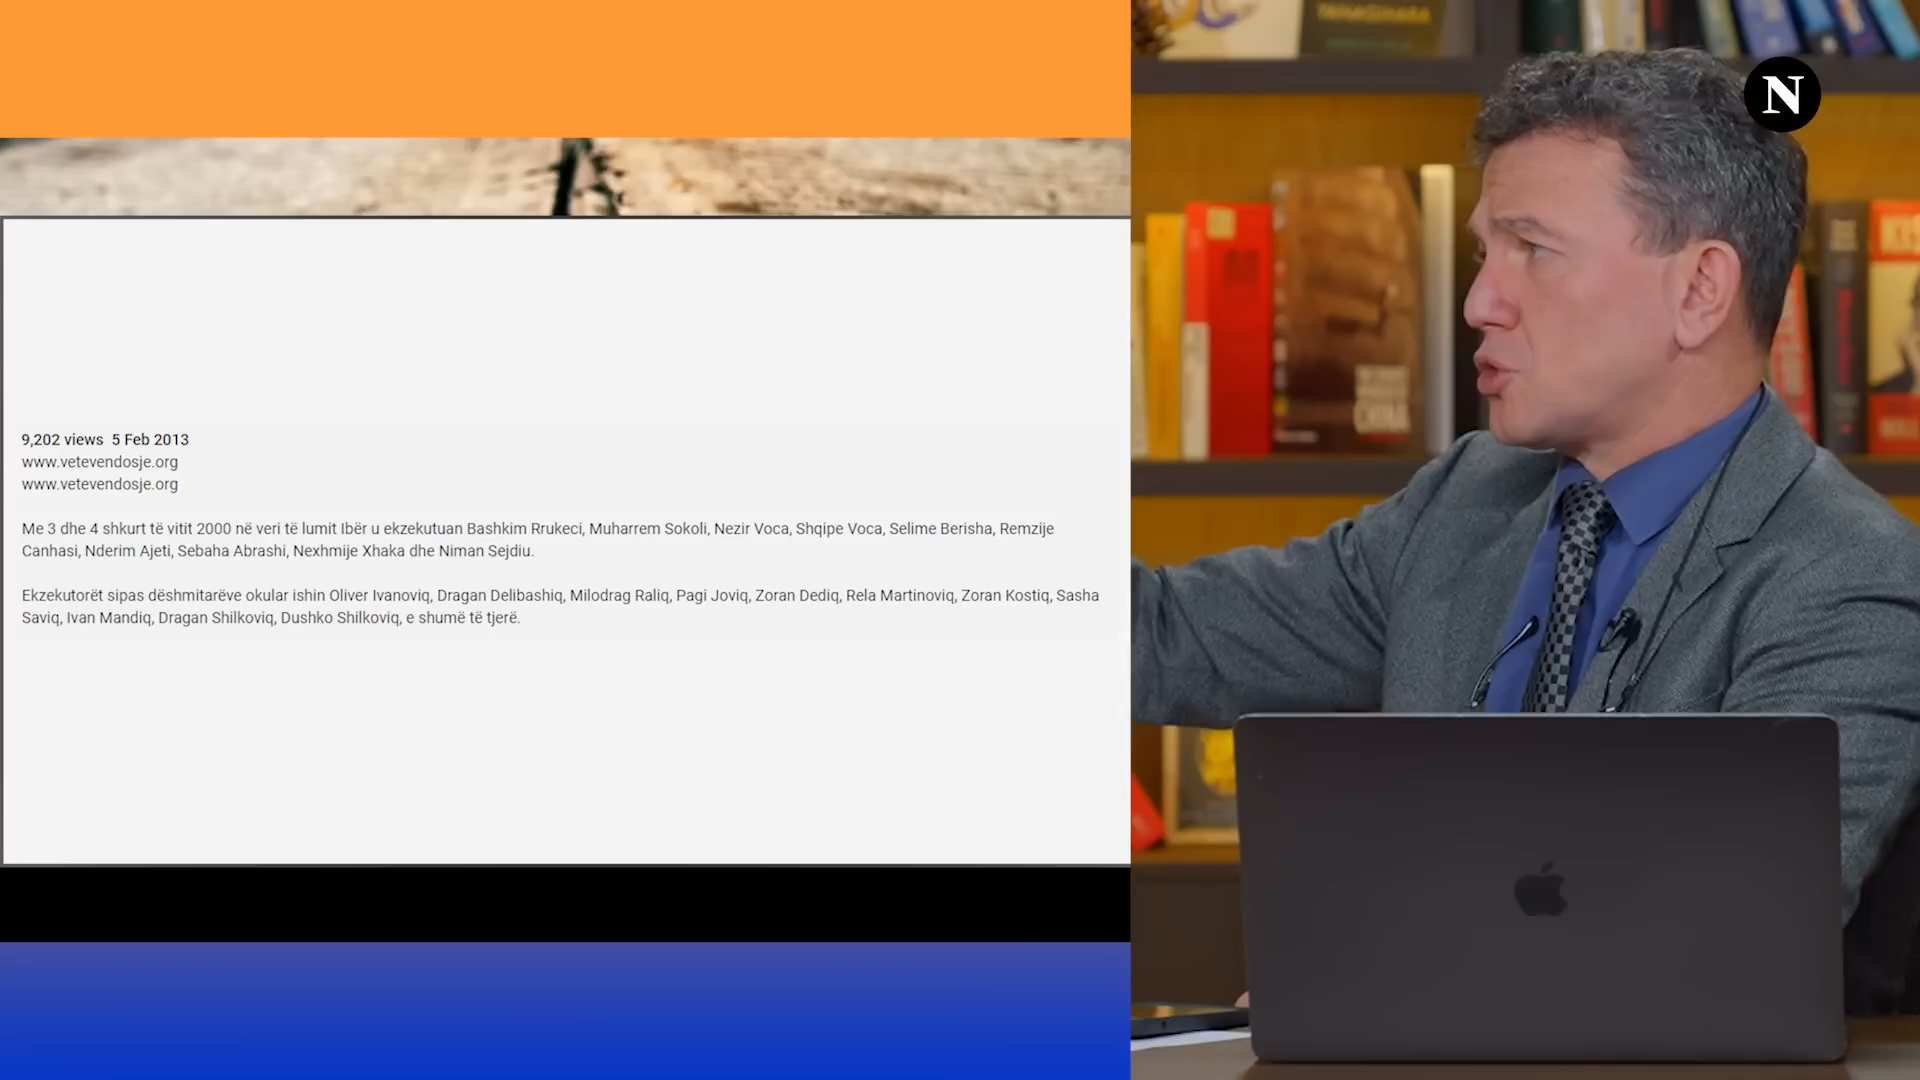 N
9,202 views 5 Feb 2013
www.vetevendosje.org
www.vetevendosje.org
Me 3 dhe 4 shkurt të vitit 2000 në veri të lumit Ibër u ekzekutuan Bashkim Rrukeci, Muharrem Sokoli, Nezir Voca, Shqipe Voca, Selime Berisha, Remzije
Canhasi, Nderim Ajeti, Sebaha Abrashi, Nexhmije Xhaka dhe Niman Sejdiu.
Ekzekutorët sipas dëshmitarëve okular ishin Oliver Ivanoviq, Dragan Delibashiq, Milodrag Raliq, Pagi Joviq, Zoran Dediq, Rela Martinoviq, Zoran Kostiq, Sasha
Saviq, Ivan Mandiq, Dragan Shilkoviq, Dushko Shilkoviq, e shumë të tjerë.
CHINA